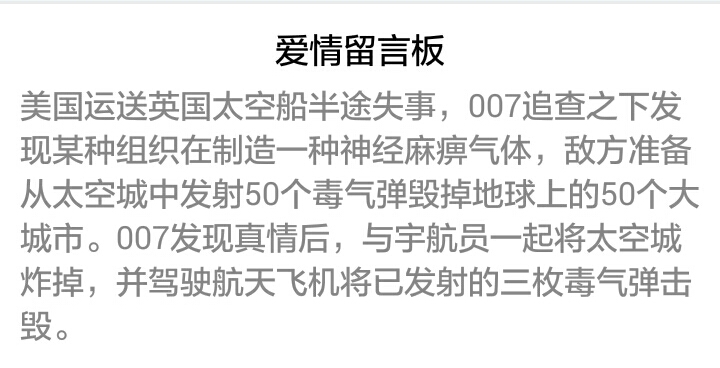 爱情留言板
美国运送英国太空船半途失事，007追查之下发
现某种组织在制造一种神经麻痹气体，敌方准备
从太空城中发射50个毒气弹毁掉地球上的50个大
城市。007发现真情后，与宇航员一起将太空城
炸掉，并驾驶航天飞机将已发射的三枚毒气弹击
毁。